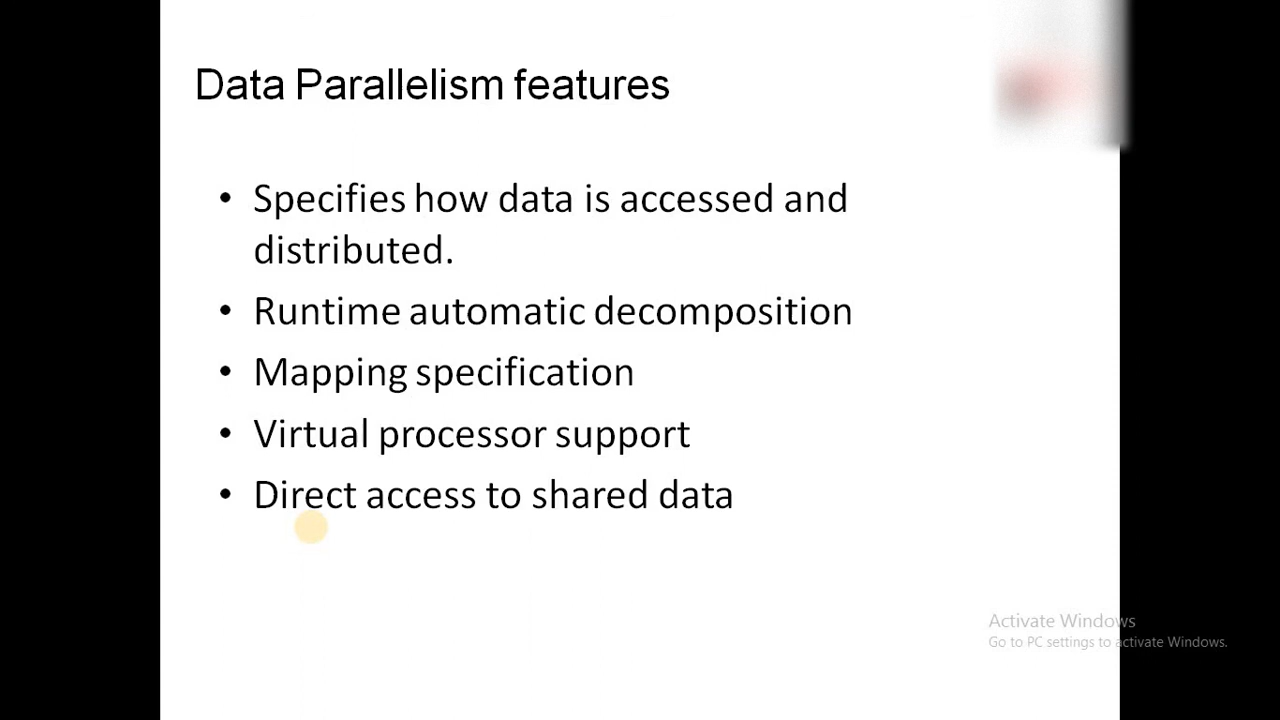 Data Parallelism features
• Specifies how data is accessed and
distributed.
• Runtime automatic decomposition
• Mapping specification
• Virtual processor support
• Direct access to shared data
Activate Windows
Go to PC settings to activate Windows.